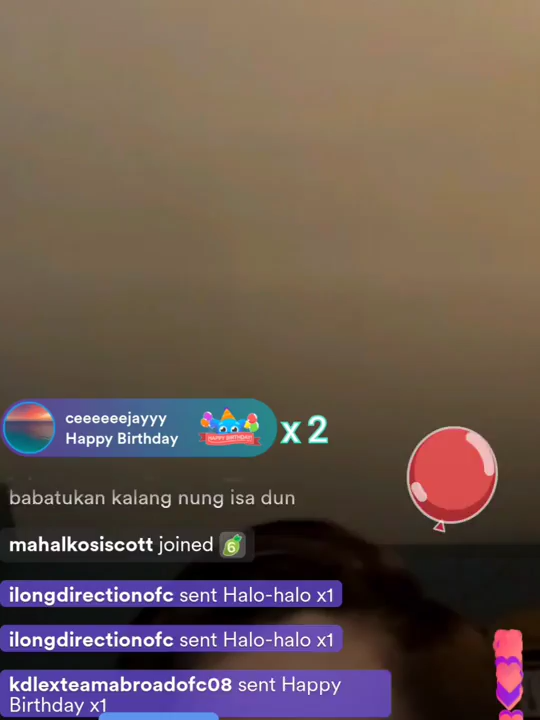 ceeeeeejayyy
Happy Birthday
HAPPY BIRTHDAY
x 2
babatukan kalang nung isa dun
mahalkosiscott joined 6
ilongdirectionofc sent Halo-halo x1
ilongdirectionofc sent Halo-halo x1
kdlexteamabroadofc08 sent Happy
Birthday x1